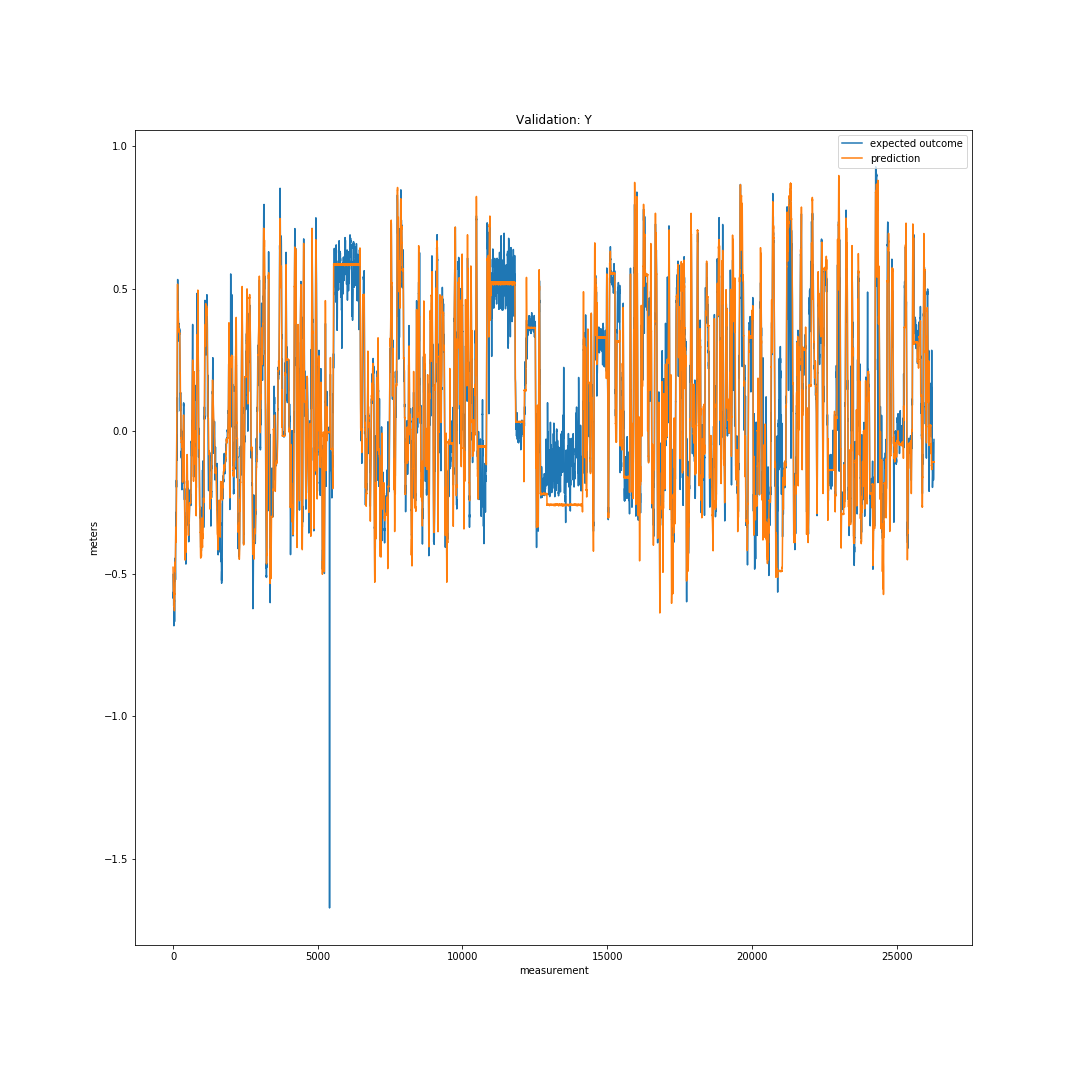 Validation: Y
expected outcome
prediction
1.0
0.5
0.0
−0.5
−1.0
−1.5
meters
0 5000 10000 15000 20000 25000
measurement